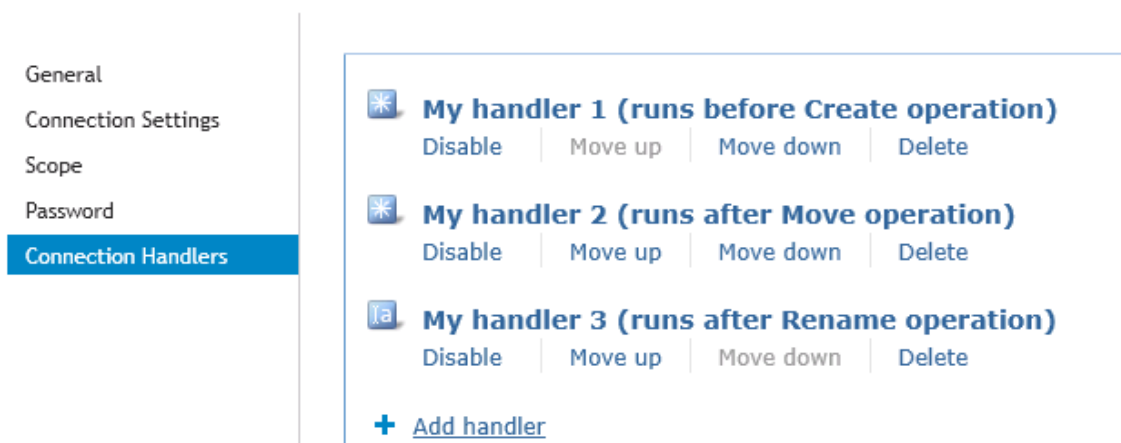 General
Connection Settings
Scope
Password
Connection Handlers
My handler 1 (runs before Create operation)
Disable Move up Move down Delete
My handler 2 (runs after Move operation)
Disable Move up Move down Delete
Ia
My handler 3 (runs after Rename operation)
Disable Move up Move down Delete
Add handler